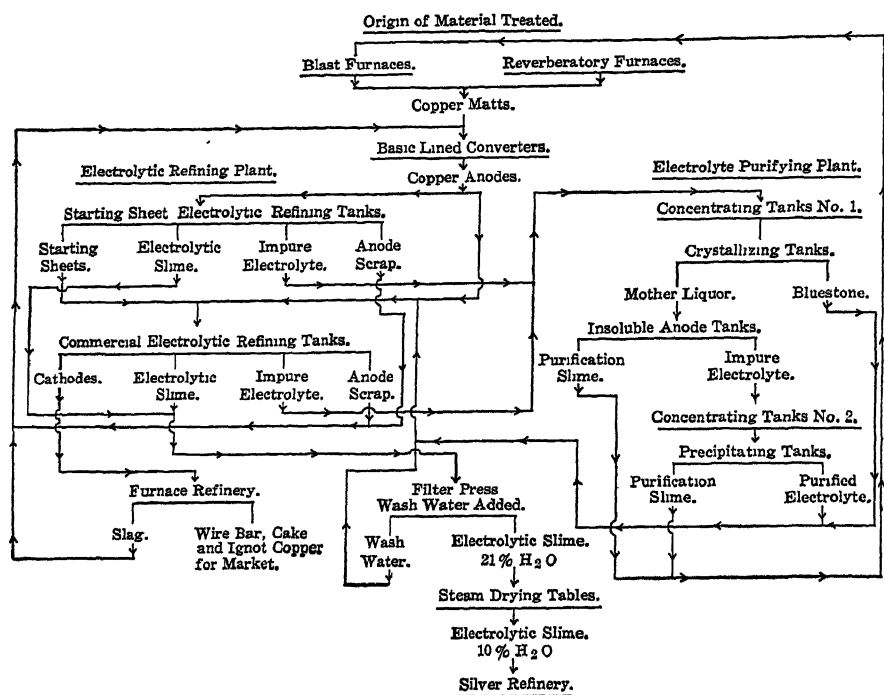 Origin of Material Treated.
Blast Furnaces. Reverberatory Furnaces.
Copper Matts.
Basic Lined Converters.
Electrolytic Refining Plant. Electrolyte Purifying Plant.
Copper Anodes.
Starting Sheet Electrolytic Refining Tanks. Concentrating Tanks No. 1.
Starting Electrolytic Impure Anode
Sheets. Slime. Electrolyte. Scrap.
Crystallizing Tanks.
Mother Liquor. Bluestone.
Insoluble Anode Tanks.
Commercial Electrolytic Refining Tanks.
Purification Impure
Slime. Electrolyte.
Cathodes. Electrolytic Impure Anode
Slime. Electrolyte. Scrap.
Concentrating Tanks No. 2.
Precipitating Tanks.
Purification Purified
Slime. Electrolyte.
Furnace Refinery. Filter Press
Wash Water Added.
Slag. Wire Bar, Cake
and Ignot Copper
for Market.
Wash
Water.
Electrolytic Slime.
21% H2O
Steam Drying Tables.
Electrolytic Slime.
10% H2O
Silver Refinery.